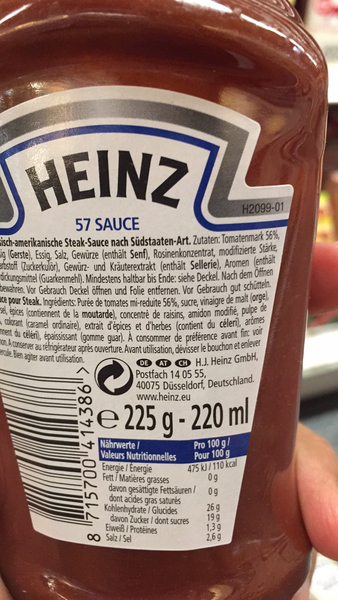 HEINZ
57 SAUCE
H2099-01
sisch-amerikanische Steak-Sauce nach Südstaaten-Art. Zutaten: Tomatenmark 56%,
(Gerste), Essig, Salz, Gewürze (enthält Senf), Rosinenkonzentrat, modifizierte Stärke,
(Zuckerkulör), Gewürz- und Kräuterextrakt (enthält Sellerie), Aromen (enthält
dickungsmittel (Guarkernmehl). Mindestens haltbar bis Ende: siehe Deckel. Nach dem Öffnen
Vor Gebrauch Deckel öffnen und Folie entfernen. Vor Gebrauch gut schütteln.
ce pour Steak. Ingrédients: Purée de tomates mi-reduite 56%, sucre, vinaigre de malt (orge),
sel, épices (contiennent de la moutarde), concentré de raisins, amidon modifié, pulpe de
colorant (caramel ordinaire), extrait d'épices et d'herbes (contient du céleri), arômes
du céleri), épaississant (gomme guar). À consommer de préférence avant fin: voir
A conserver au réfrigérateur après ouverture. Avant utilisation, dévisser le bouchon et enlever
Bien agiter avant utilisation.
DE AT CH H.J. Heinz GmbH,
Postfach 14 05 55,
40075 Düsseldorf, Deutschland.
www.heinz.eu
e 225 g - 220 ml
8 715700 414386 >
Nährwerte / Pro 100 g /
Valeurs Nutritionnelles Pour 100 g
Energie / Énergie 475 kJ / 110 kcal
Fett / Matières grasses 0 g
davon gesättigte Fettsäuren / 0 g
dont acides gras saturés
Kohlenhydrate / Glucides 26 g
davon Zucker / dont sucres 19 g
Eiweiß / Protéines 1,3 g
Salz / Sel 2,6 g